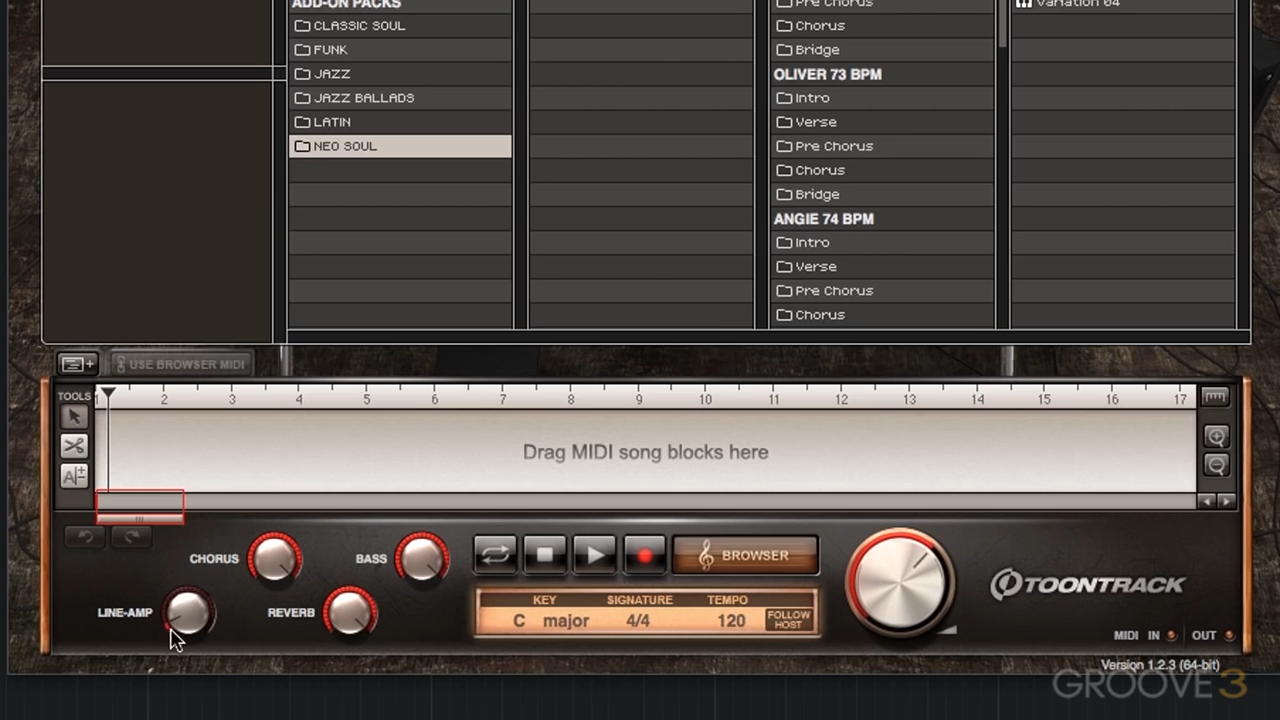 ADD-ON PACKS
CLASSIC SOUL
FUNK
JAZZ
JAZZ BALLADS
LATIN
NEO SOUL
Pre Chorus
Chorus
Bridge
OLIVER 73 BPM
Intro
Verse
Pre Chorus
Chorus
Bridge
ANGIE 74 BPM
Intro
Verse
Pre Chorus
Chorus
Variation 04
USE BROWSER MIDI
TOOLS
1 2 3 4 5 6 7 8 9 10 11 12 13 14 15 16 17
A
Drag MIDI song blocks here
CHORUS
BASS
LINE-AMP
REVERB
BROWSER
KEY SIGNATURE TEMPO
C major 4/4 120
FOLLOW
HOST
TOONTRACK
MIDI IN OUT
Version 1.2.3 (64-bit)
GROOVE3